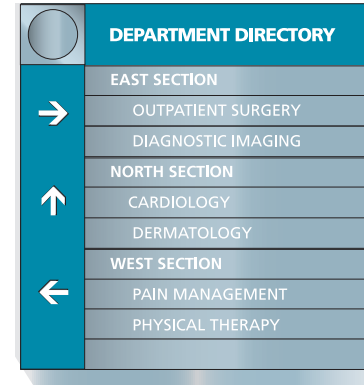 DEPARTMENT DIRECTORY
EAST SECTION
OUTPATIENT SURGERY
DIAGNOSTIC IMAGING
NORTH SECTION
CARDIOLOGY
DERMATOLOGY
WEST SECTION
PAIN MANAGEMENT
PHYSICAL THERAPY